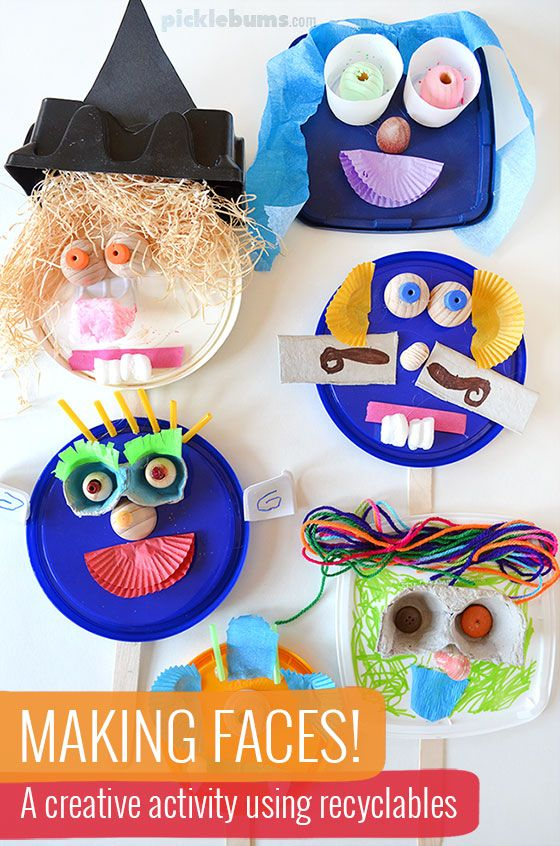 picklebums.com
MAKING FACES!
A creative activity using recyclables